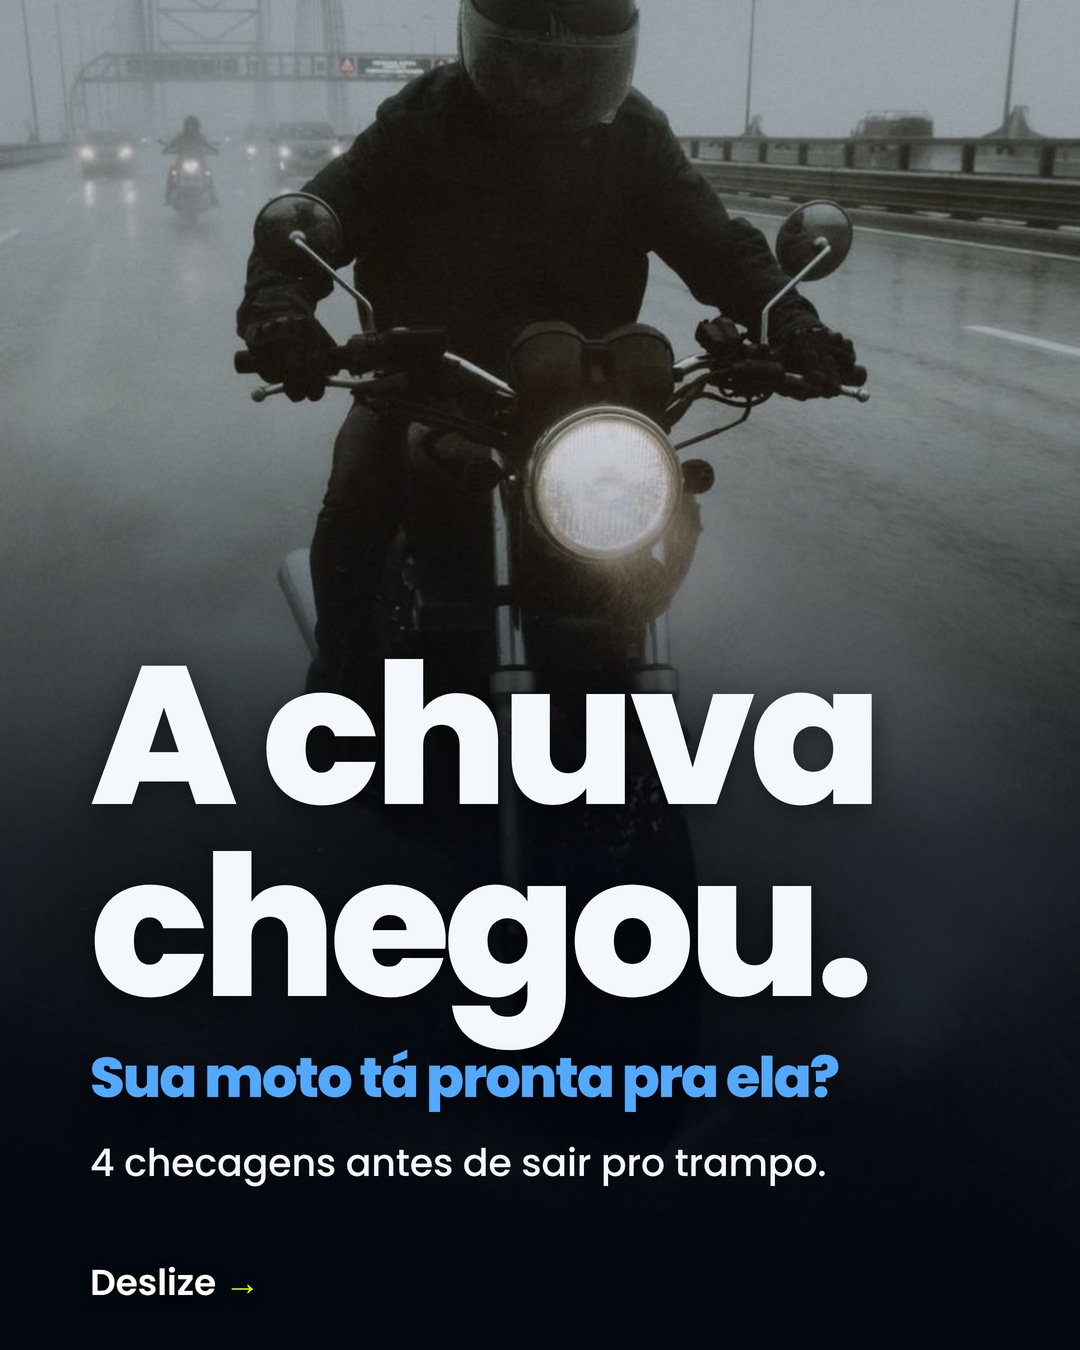 A chuva
chegou.
Sua moto tá pronta pra ela?
4 checagens antes de sair pro trampo.
Deslize →